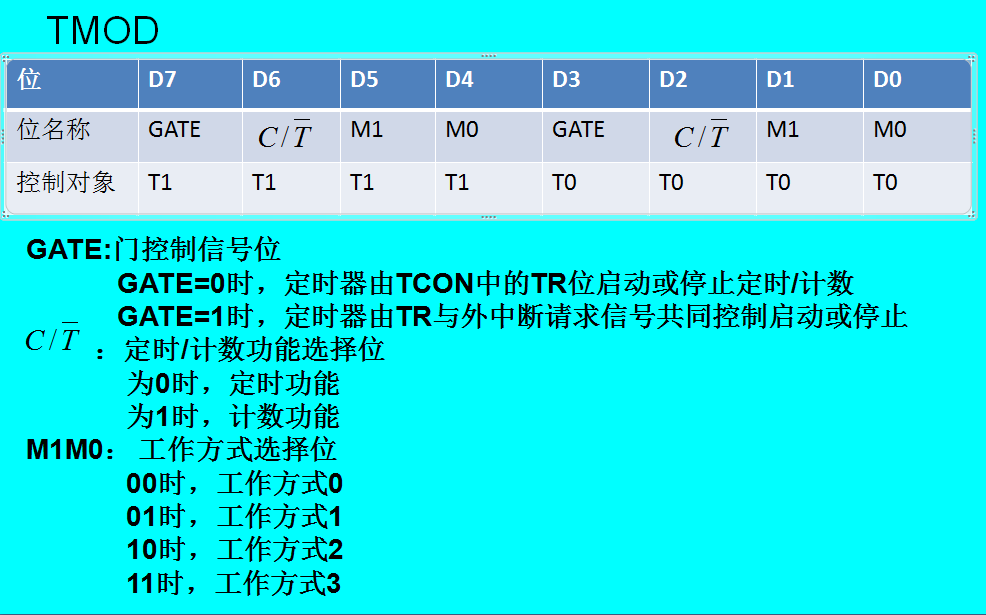 TMOD
位 D7 D6 D5 D4 D3 D2 D1 D0
位名称 GATE C/T̅ M1 M0 GATE C/T̅ M1 M0
控制对象 T1 T1 T1 T1 T0 T0 T0 T0
GATE:门控制信号位
GATE=0时，定时器由TCON中的TR位启动或停止定时/计数
GATE=1时，定时器由TR与外中断请求信号共同控制启动或停止
C/T̅ ：定时/计数功能选择位
为0时，定时功能
为1时，计数功能
M1M0： 工作方式选择位
00时，工作方式0
01时，工作方式1
10时，工作方式2
11时，工作方式3